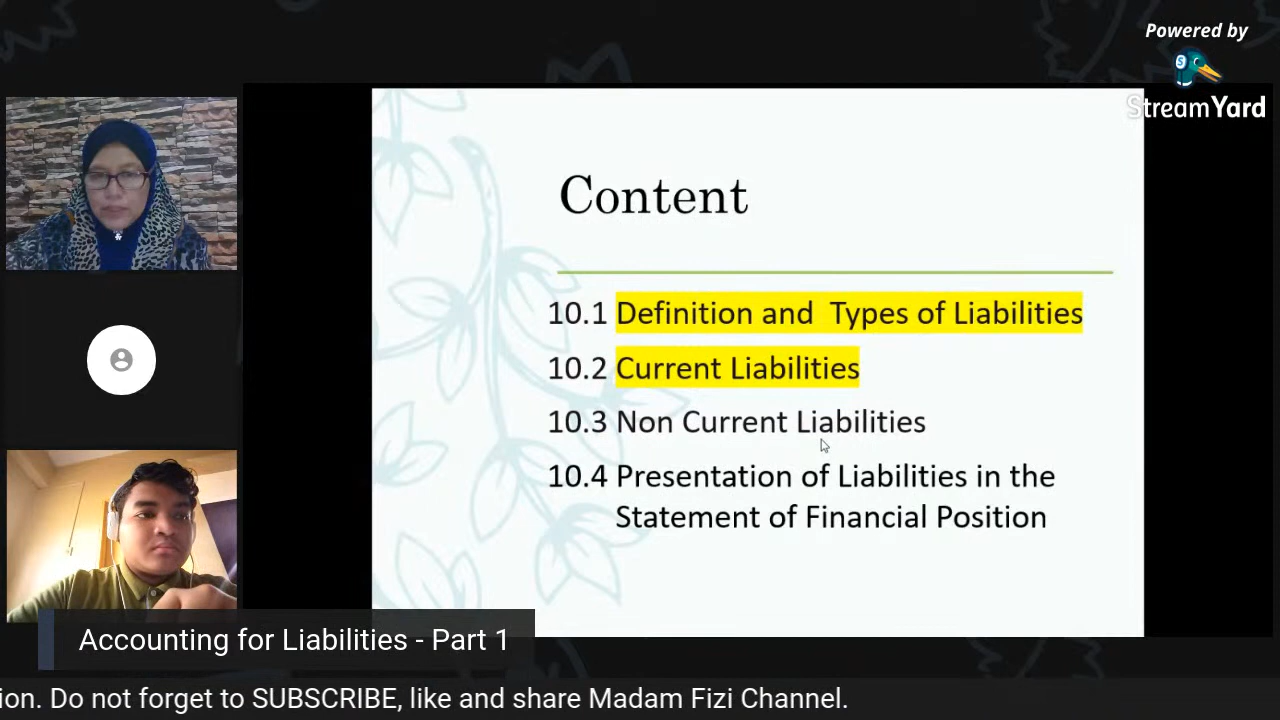 Powered by
StreamYard
Content
10.1 Definition and Types of Liabilities
10.2 Current Liabilities
10.3 Non Current Liabilities
10.4 Presentation of Liabilities in the
Statement of Financial Position
Accounting for Liabilities - Part 1
ion. Do not forget to SUBSCRIBE, like and share Madam Fizi Channel.